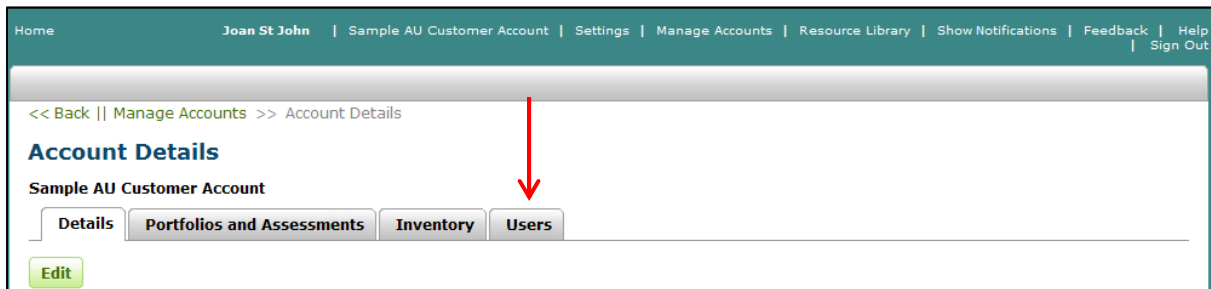 Home Joan St John | Sample AU Customer Account | Settings | Manage Accounts | Resource Library | Show Notifications | Feedback | Help
| Sign Out
<< Back || Manage Accounts >> Account Details
Account Details
Sample AU Customer Account
Details Portfolios and Assessments Inventory Users
Edit